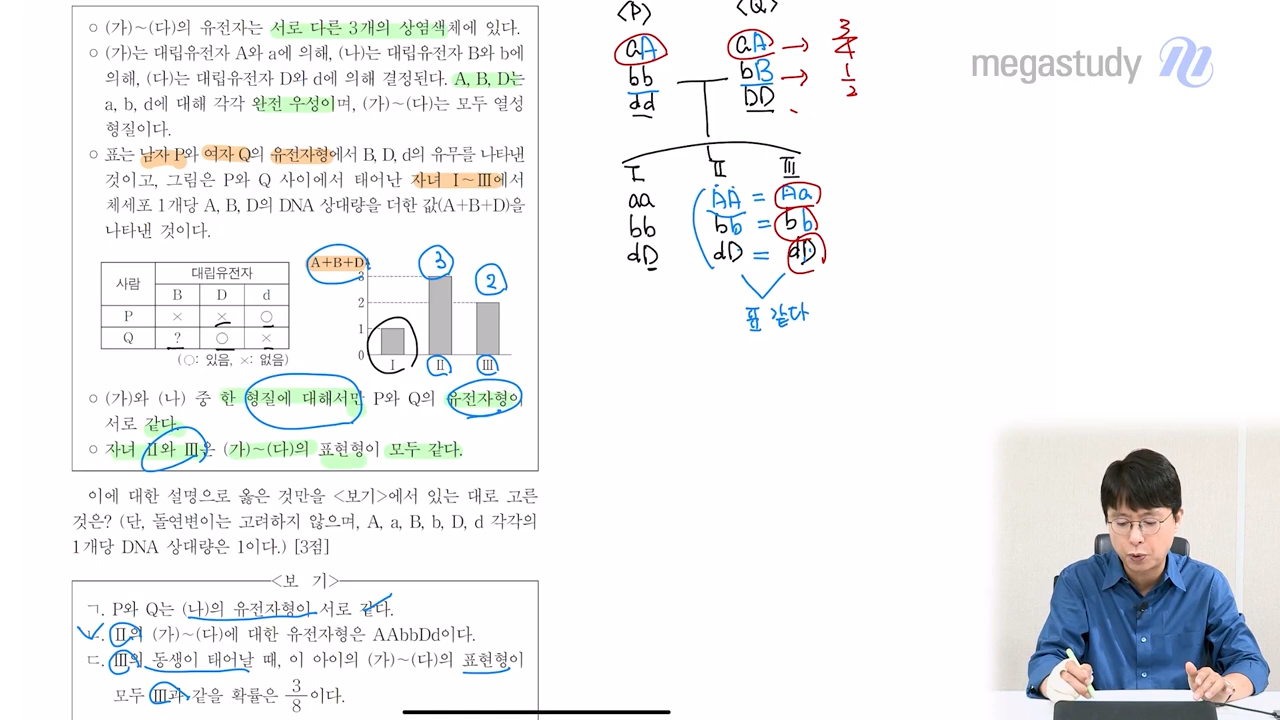 ○ (가)~(다)의 유전자는 서로 다른 3개의 상염색체에 있다.
○ (가)는 대립유전자 A와 a에 의해, (나)는 대립유전자 B와 b에
의해, (다)는 대립유전자 D와 d에 의해 결정된다. A, B, D는
a, b, d에 대해 각각 완전 우성이며, (가)~(다)는 모두 열성
형질이다.
○ 표는 남자 P와 여자 Q의 유전자형에서 B, D, d의 유무를 나타낸
것이고, 그림은 P와 Q 사이에서 태어난 자녀 Ⅰ~Ⅲ에서
체세포 1개당 A, B, D의 DNA 상대량을 더한 값(A+B+D)을
나타낸 것이다.
사람 대립유전자
B D d
P × × ○
Q ? ○ ×
(○: 있음, ×: 없음)
A+B+D
3
2
1
0
Ⅰ Ⅱ Ⅲ
3
2
○ (가)와 (나) 중 한 형질에 대해서만 P와 Q의 유전자형이
서로 같다.
○ 자녀 Ⅱ와 Ⅲ은 (가)~(다)의 표현형이 모두 같다.
이에 대한 설명으로 옳은 것만을 <보기>에서 있는 대로 고른
것은? (단, 돌연변이는 고려하지 않으며, A, a, B, b, D, d 각각의
1개당 DNA 상대량은 1이다.) [3점]
<보 기>
ㄱ. P와 Q는 (나)의 유전자형이 서로 같다.
ㄴ. Ⅱ의 (가)~(다)에 대한 유전자형은 AAbbDd이다.
ㄷ. Ⅲ의 동생이 태어날 때, 이 아이의 (가)~(다)의 표현형이
모두 Ⅲ과 같을 확률은 3/8이다.
<P> <Q>
aA aA → 3/4
bb bB → 1/2
dd DD
Ⅰ Ⅱ Ⅲ
aa AA = Aa
bb bb = bb
dD dD = dD
표 같다
megastudy